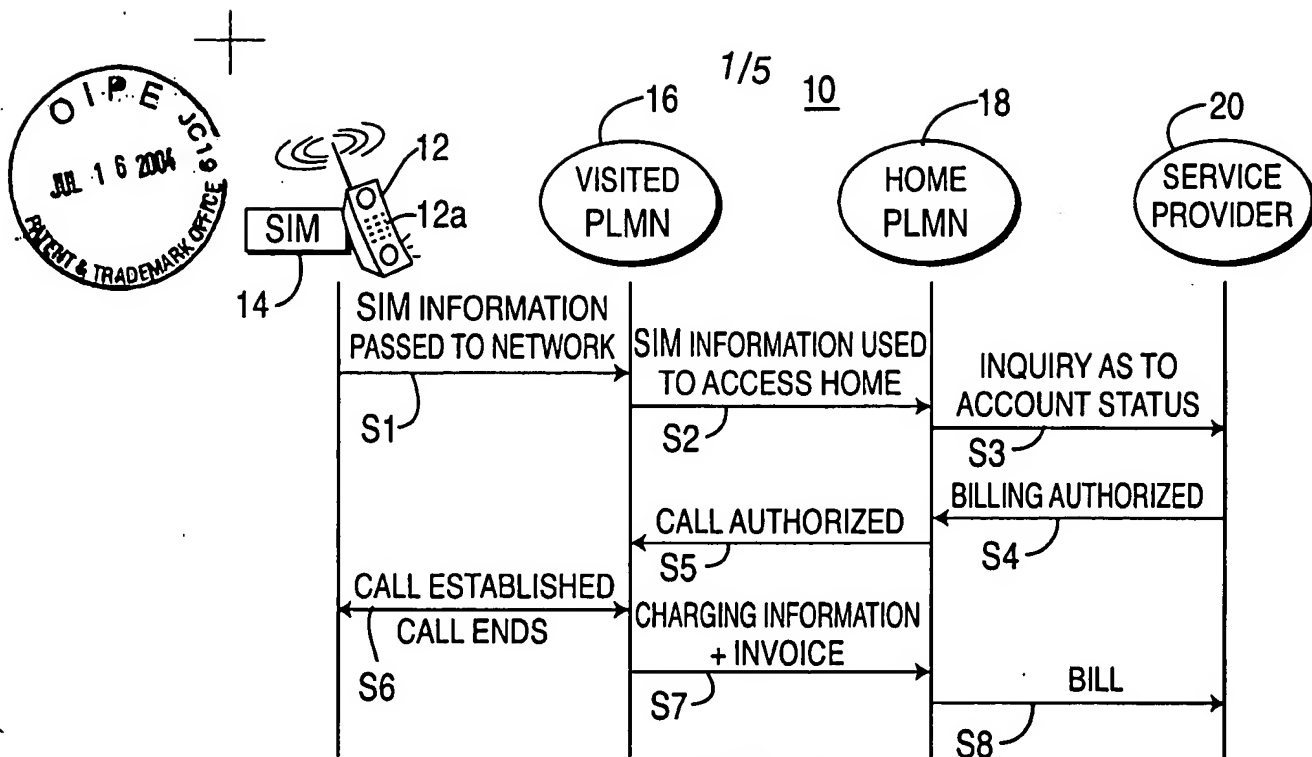 1/5
10
OIPE JC16
JUL 16 2004
PATENT & TRADEMARK OFFICE
12
12a
SIM
14
16
VISITED
PLMN
18
HOME
PLMN
20
SERVICE
PROVIDER
SIM INFORMATION
PASSED TO NETWORK
S1
SIM INFORMATION USED
TO ACCESS HOME
S2
INQUIRY AS TO
ACCOUNT STATUS
S3
BILLING AUTHORIZED
S4
CALL AUTHORIZED
S5
CALL ESTABLISHED
CALL ENDS
S6
CHARGING INFORMATION
+ INVOICE
S7
BILL
S8